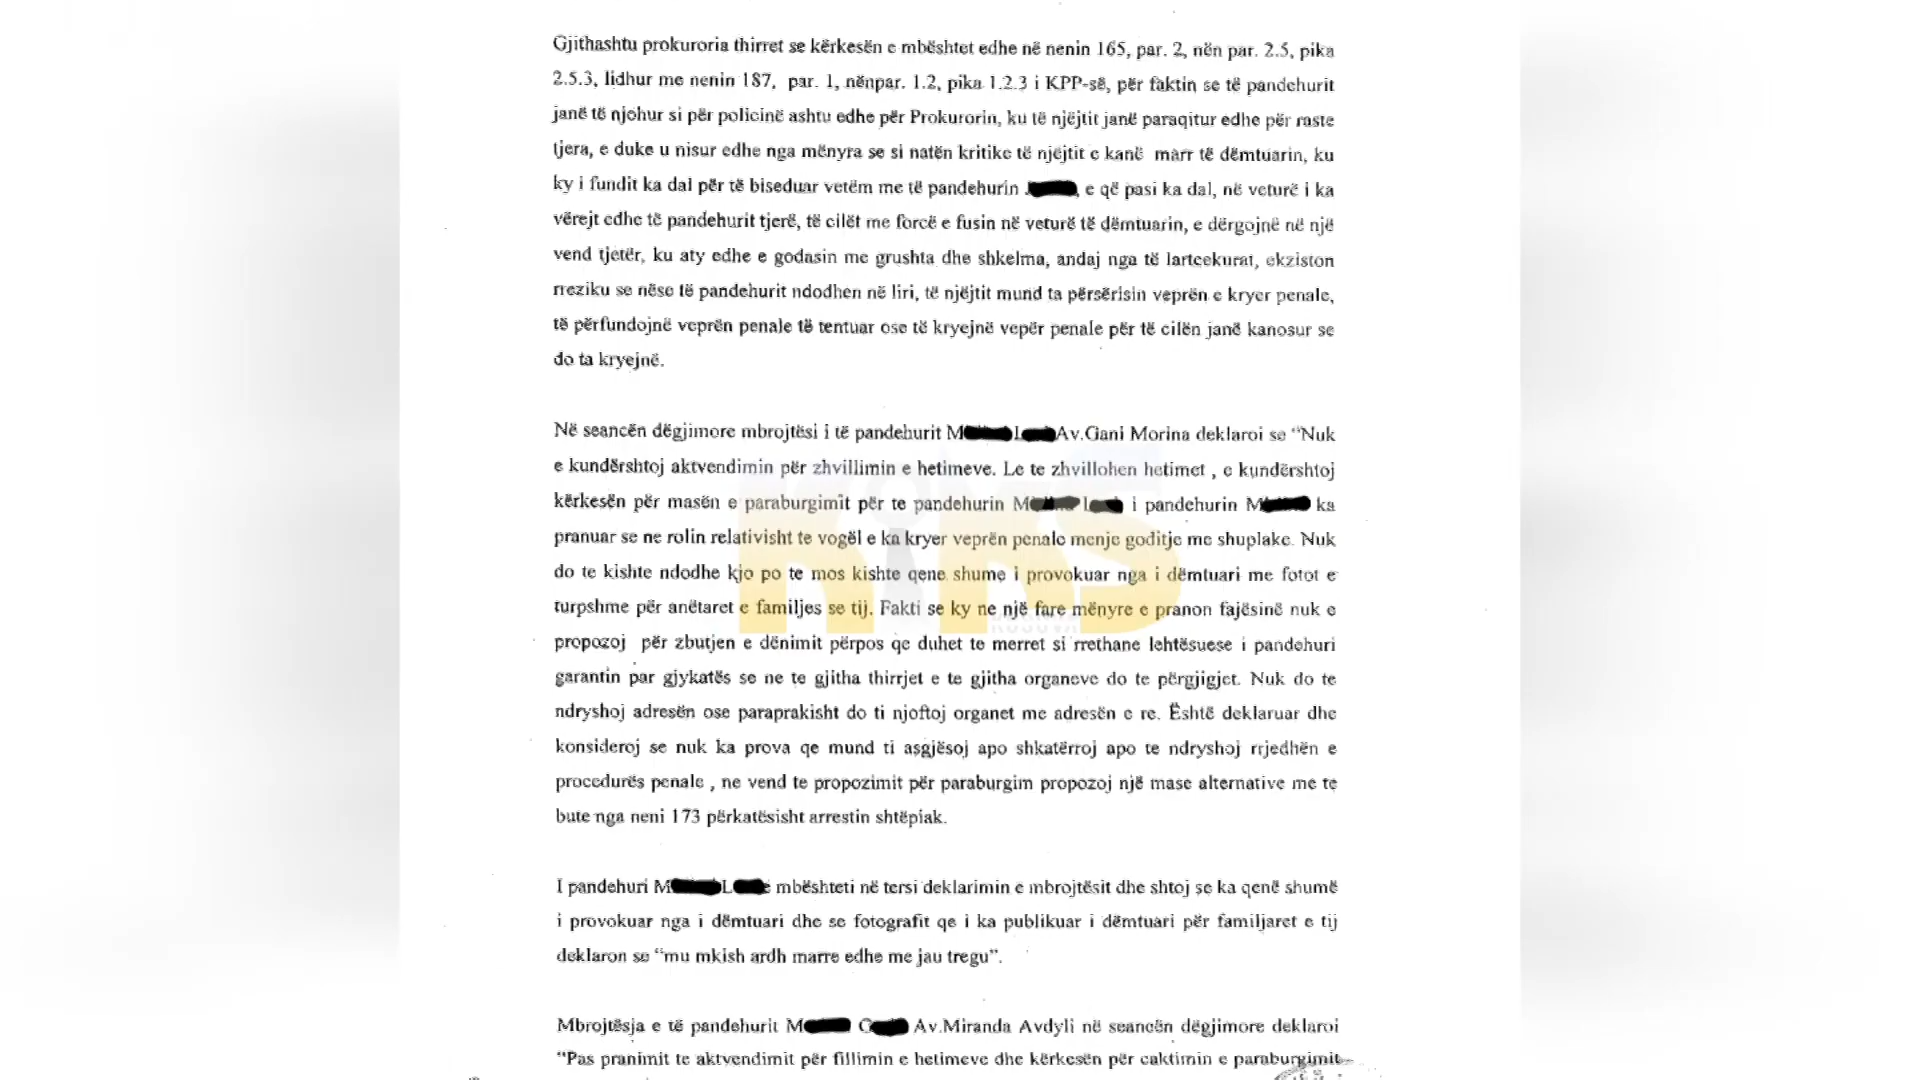 Gjithashtu prokuroria thirret se kërkesën e mbështet edhe në nenin 165, par. 2, nën par. 2.5, pika
2.5.3, lidhur me nenin 187, par. 1, nënpar. 1.2, pika 1.2.3 i KPP-së, për faktin se të pandehurit
janë të njohur si për policinë ashtu edhe për Prokurorin, ku të njëjtit janë paraqitur edhe për raste
tjera, e duke u nisur edhe nga mënyra se si natën kritike të njëjtit e kanë marr të dëmtuarin, ku
ky i fundit ka dal për të biseduar vetëm me të pandehurin , e që pasi ka dal, në veturë i ka
vërejt edhe të pandehurit tjerë, të cilët me forcë e fusin në veturë të dëmtuarin, e dërgojnë në një
vend tjetër, ku aty edhe e godasin me grushta dhe shkelma, andaj nga të lartcekurat, ekziston
rreziku se nëse të pandehurit ndodhen në liri, të njëjtit mund ta përsërisin veprën e kryer penale,
të përfundojnë veprën penale të tentuar ose të kryejnë vepër penale për të cilën janë kanosur se
do ta kryejnë.
Në seancën dëgjimore mbrojtësi i të pandehurit M L Av.Gani Morina deklaroi se “Nuk
e kundërshtoj aktvendimin për zhvillimin e hetimeve. Le te zhvillohen hetimet , e kundërshtoj
kërkesën për masën e paraburgimit për te pandehurin M L i pandehurin M ka
pranuar se ne rolin relativisht te vogël e ka kryer veprën penale menje goditje me shuplake. Nuk
do te kishte ndodhe kjo po te mos kishte qene shume i provokuar nga i dëmtuari me fotot e
turpshme për anëtaret e familjes se tij. Fakti se ky ne një fare mënyre e pranon fajësinë nuk e
propozoj për zbutjen e dënimit përpos qe duhet te merret si rrethane lehtësuese i pandehuri
garantin par gjykatës se ne te gjitha thirrjet e te gjitha organeve do te përgjigjet. Nuk do te
ndryshoj adresën ose paraprakisht do ti njoftoj organet me adresën e re. Është deklaruar dhe
konsideroj se nuk ka prova qe mund ti asgjësoj apo shkatërroj apo te ndryshoj rrjedhën e
procedurës penale , ne vend te propozimit për paraburgim propozoj një mase alternative me te
bute nga neni 173 përkatësisht arrestin shtëpiak.
I pandehuri M L e mbështeti në tersi deklarimin e mbrojtësit dhe shtoj se ka qenë shumë
i provokuar nga i dëmtuari dhe se fotografit qe i ka publikuar i dëmtuari për familjaret e tij
deklaron se “mu mkish ardh marre edhe me jau tregu”.
Mbrojtësja e të pandehurit M G Av.Miranda Avdyli në seancën dëgjimore deklaroi
“Pas pranimit te aktvendimit për fillimin e hetimeve dhe kërkesën për caktimin e paraburgimit